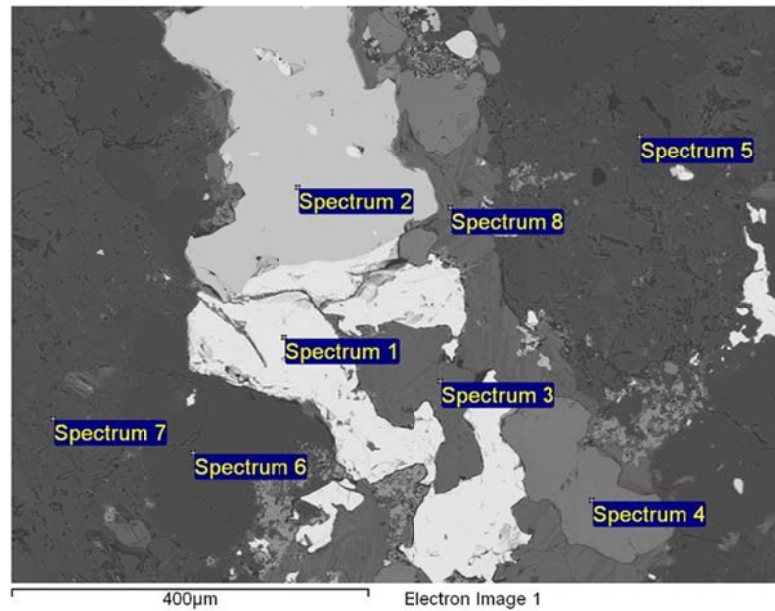 Spectrum 5
Spectrum 2
Spectrum 8
Spectrum 1
Spectrum 3
Spectrum 7
Spectrum 6
Spectrum 4
400µm Electron Image 1